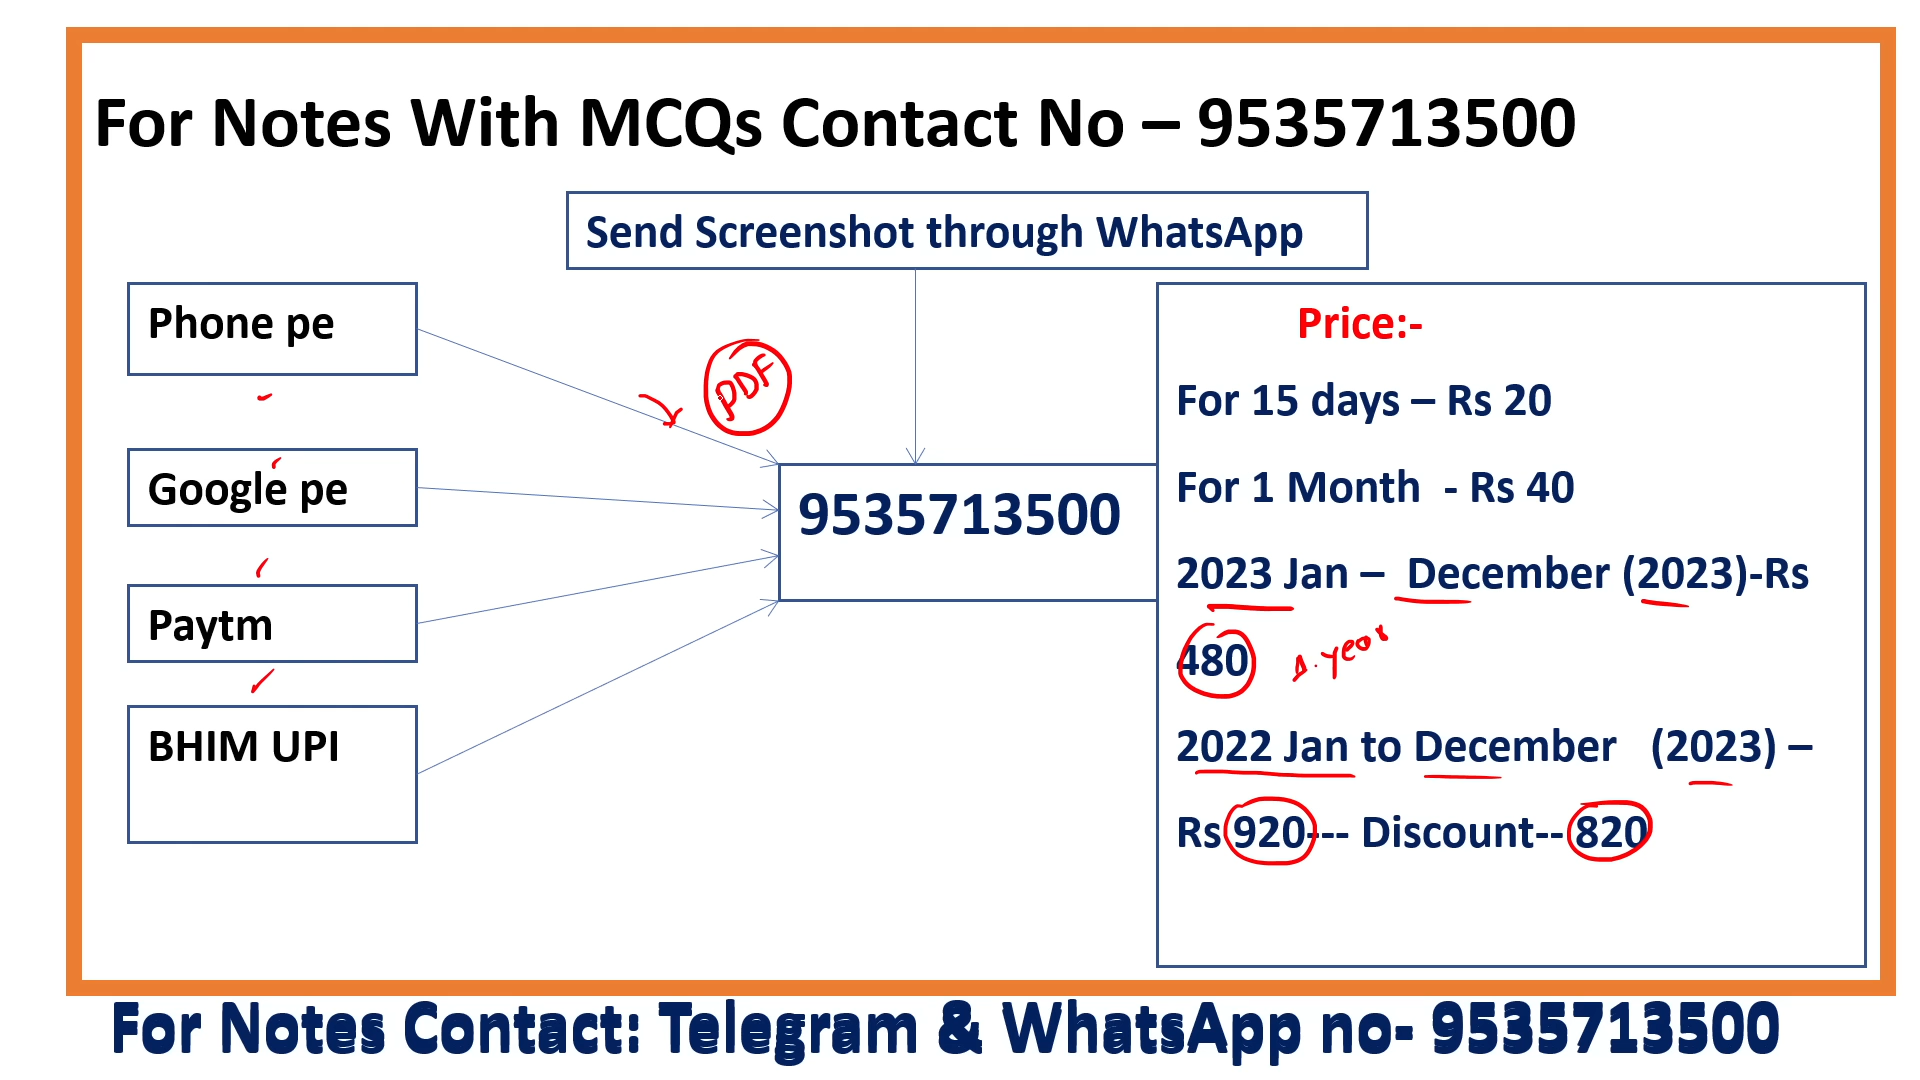 For Notes With MCQs Contact No – 9535713500
Send Screenshot through WhatsApp
Phone pe
Google pe
Paytm
BHIM UPI
PDF
9535713500
Price:-
For 15 days – Rs 20
For 1 Month - Rs 40
2023 Jan – December (2023)-Rs
480 1. year
2022 Jan to December (2023) –
Rs 920--- Discount-- 820
For Notes Contact: Telegram & WhatsApp no- 9535713500